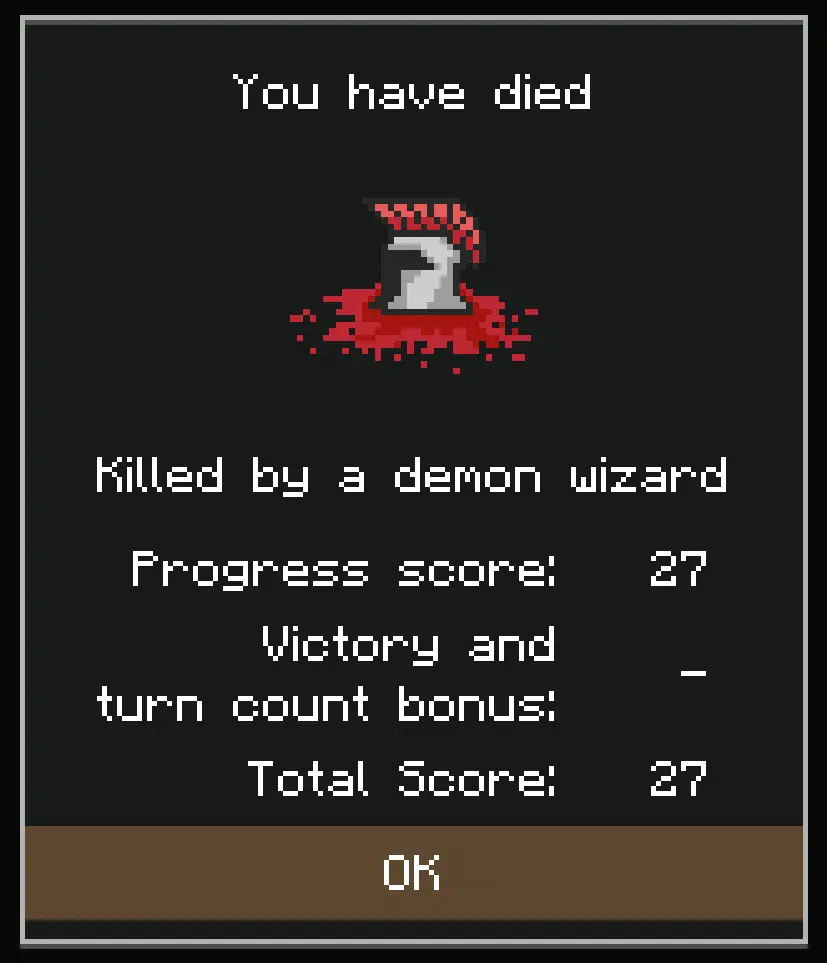 You have died
Killed by a demon wizard
Progress score: 27
Victory and
turn count bonus: –
Total Score: 27
OK